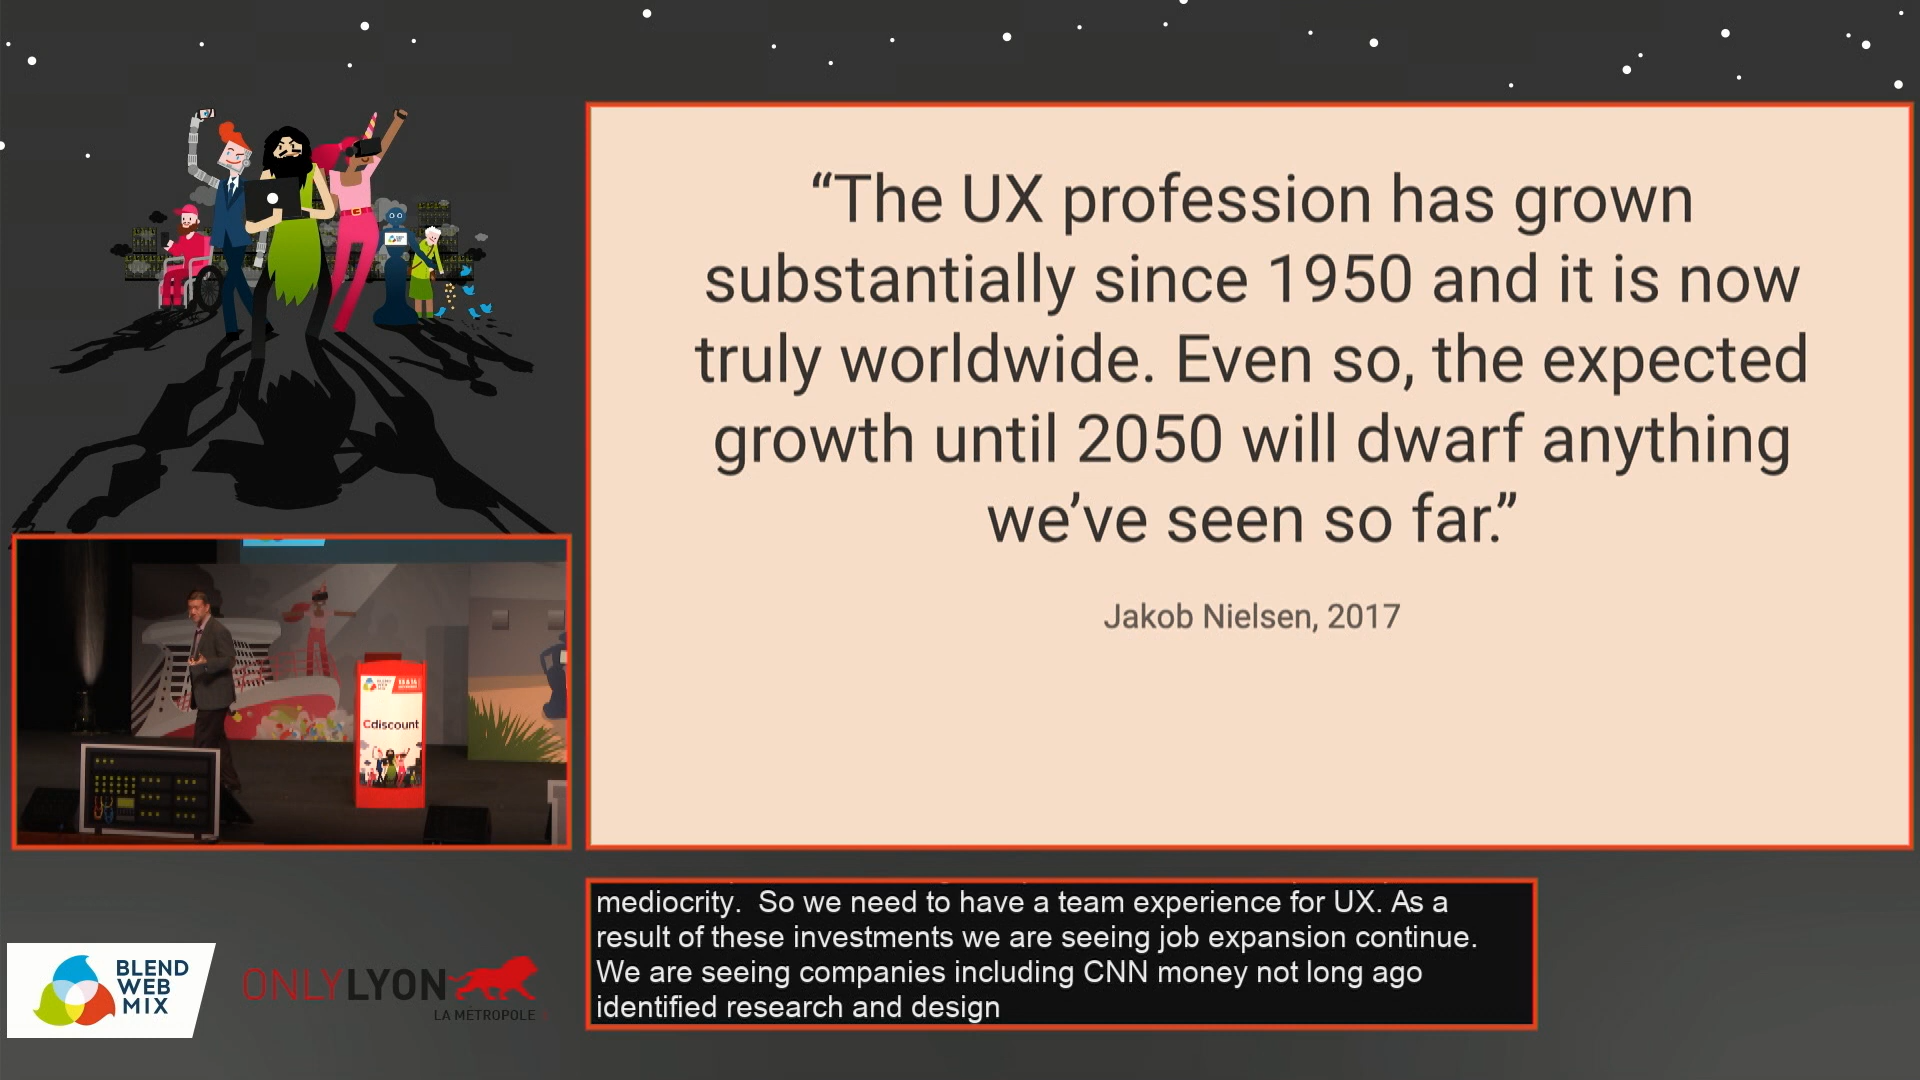 “The UX profession has grown
substantially since 1950 and it is now
truly worldwide. Even so, the expected
growth until 2050 will dwarf anything
we’ve seen so far.”
Jakob Nielsen, 2017
Cdiscount
mediocrity.  So we need to have a team experience for UX. As a
result of these investments we are seeing job expansion continue.
We are seeing companies including CNN money not long ago
identified research and design
BLEND
WEB
MIX
ONLYLYON
LA MÉTROPOLE